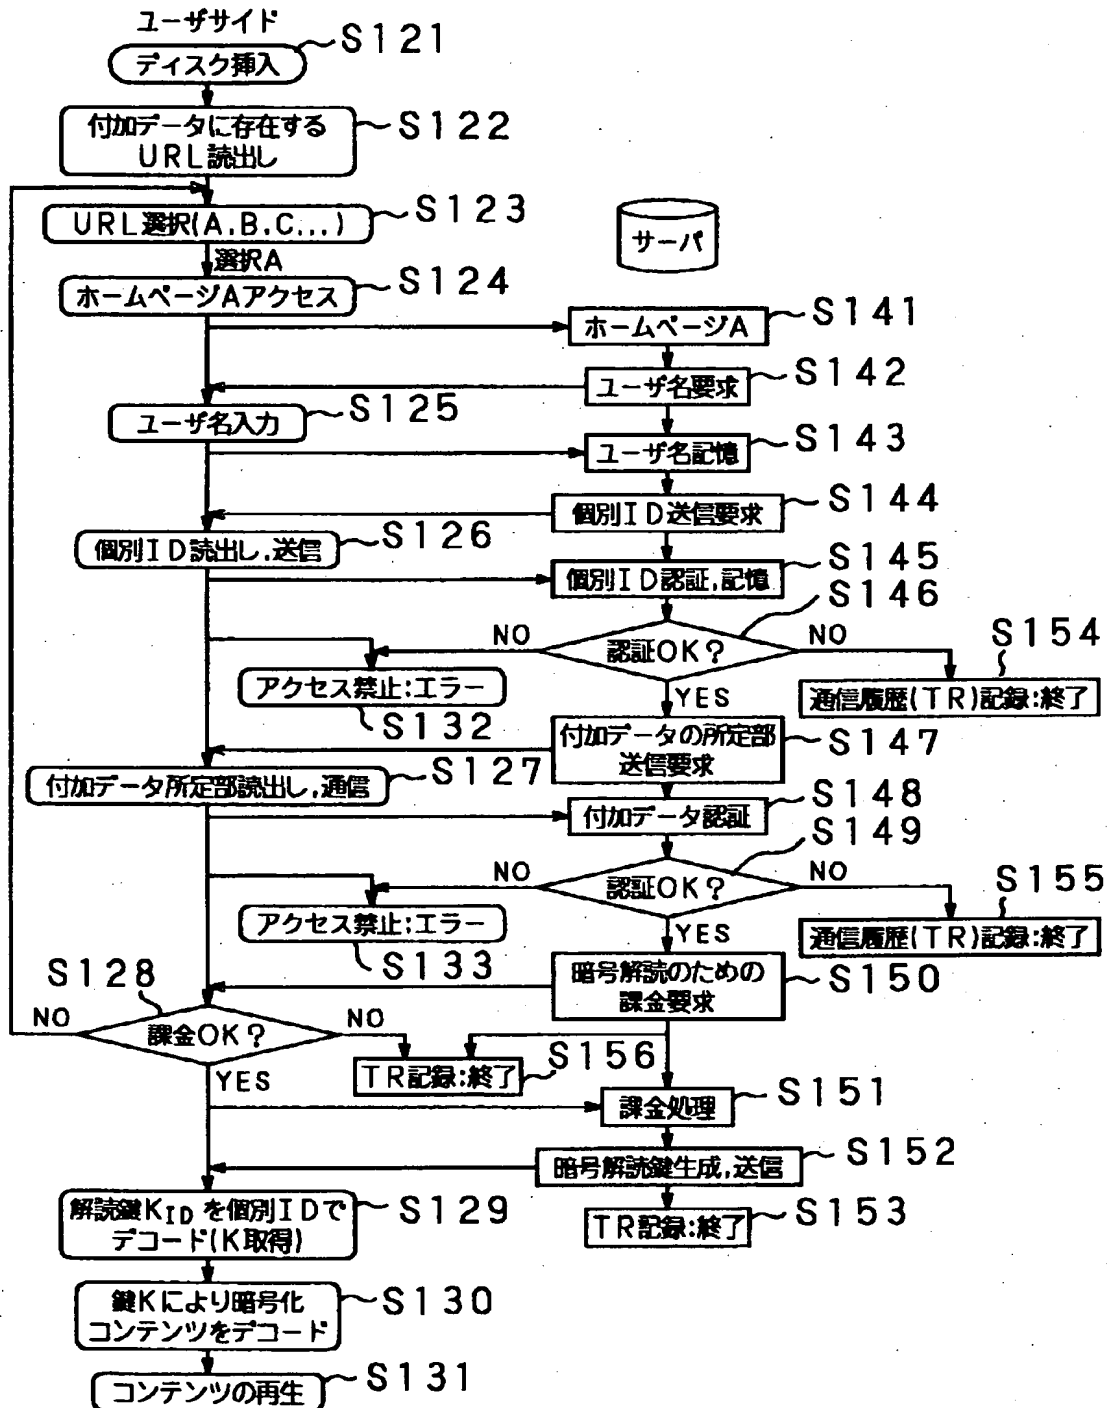 ユーザサイド
ディスク挿入
S121
付加データに存在する
URL読出し
S122
URL選択(A.B.C...)
S123
選択A
サーバ
ホームページAアクセス
S124
ホームページA
S141
ユーザ名要求
S142
ユーザ名入力
S125
ユーザ名記憶
S143
個別ID送信要求
S144
個別ID読出し,送信
S126
個別ID認証,記憶
S145
S146
NO
認証OK?
NO
S154
アクセス禁止:エラー
S132
YES
通信履歴(TR)記録:終了
付加データの所定部
送信要求
S147
付加データ所定部読出し,通信
S127
付加データ認証
S148
S149
NO
認証OK?
NO
S155
アクセス禁止:エラー
S133
YES
通信履歴(TR)記録:終了
暗号解読のための
課金要求
S150
S128
NO
課金OK?
NO
YES
TR記録:終了
S156
課金処理
S151
暗号解読鍵生成,送信
S152
解読鍵KIDを個別IDで
デコード(K取得)
S129
TR記録:終了
S153
鍵Kにより暗号化
コンテンツをデコード
S130
コンテンツの再生
S131